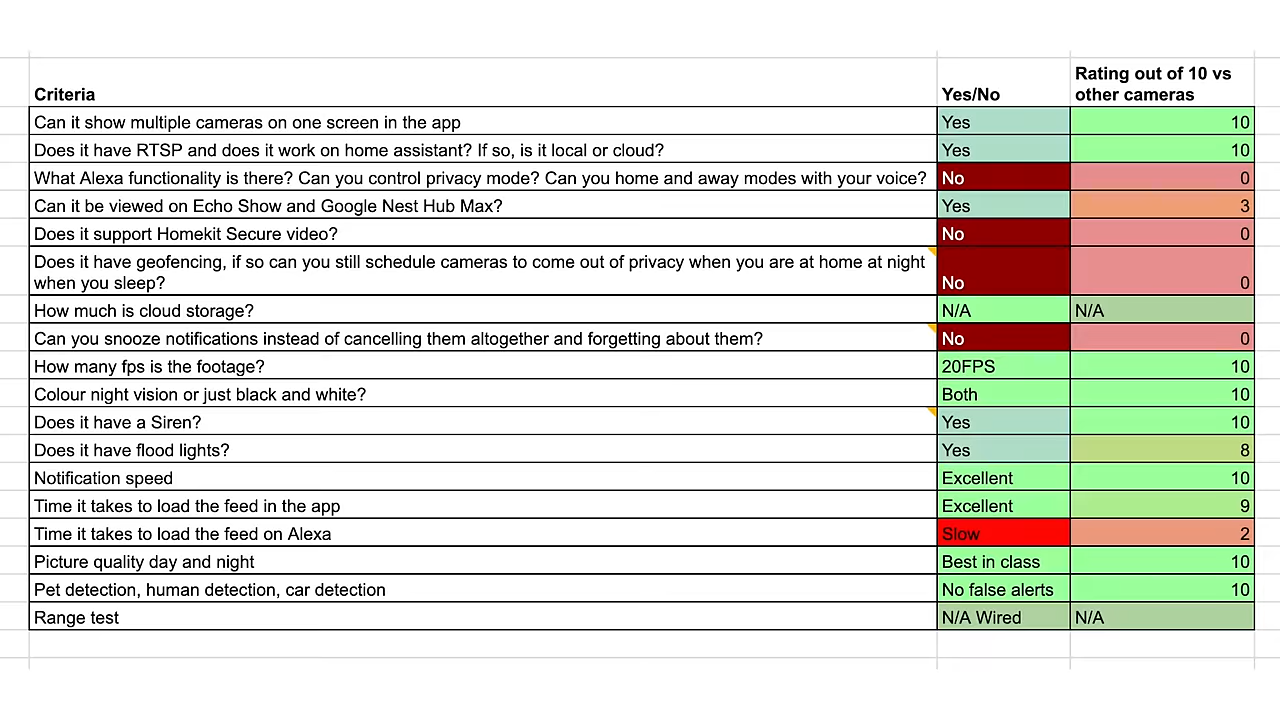 Criteria Yes/No Rating out of 10 vs
other cameras
Can it show multiple cameras on one screen in the app Yes 10
Does it have RTSP and does it work on home assistant? If so, is it local or cloud? Yes 10
What Alexa functionality is there? Can you control privacy mode? Can you home and away modes with your voice? No 0
Can it be viewed on Echo Show and Google Nest Hub Max? Yes 3
Does it support Homekit Secure video? No 0
Does it have geofencing, if so can you still schedule cameras to come out of privacy when you are at home at night
when you sleep? No 0
How much is cloud storage? N/A N/A
Can you snooze notifications instead of cancelling them altogether and forgetting about them? No 0
How many fps is the footage? 20FPS 10
Colour night vision or just black and white? Both 10
Does it have a Siren? Yes 10
Does it have flood lights? Yes 8
Notification speed Excellent 10
Time it takes to load the feed in the app Excellent 9
Time it takes to load the feed on Alexa Slow 2
Picture quality day and night Best in class 10
Pet detection, human detection, car detection No false alerts 10
Range test N/A Wired N/A